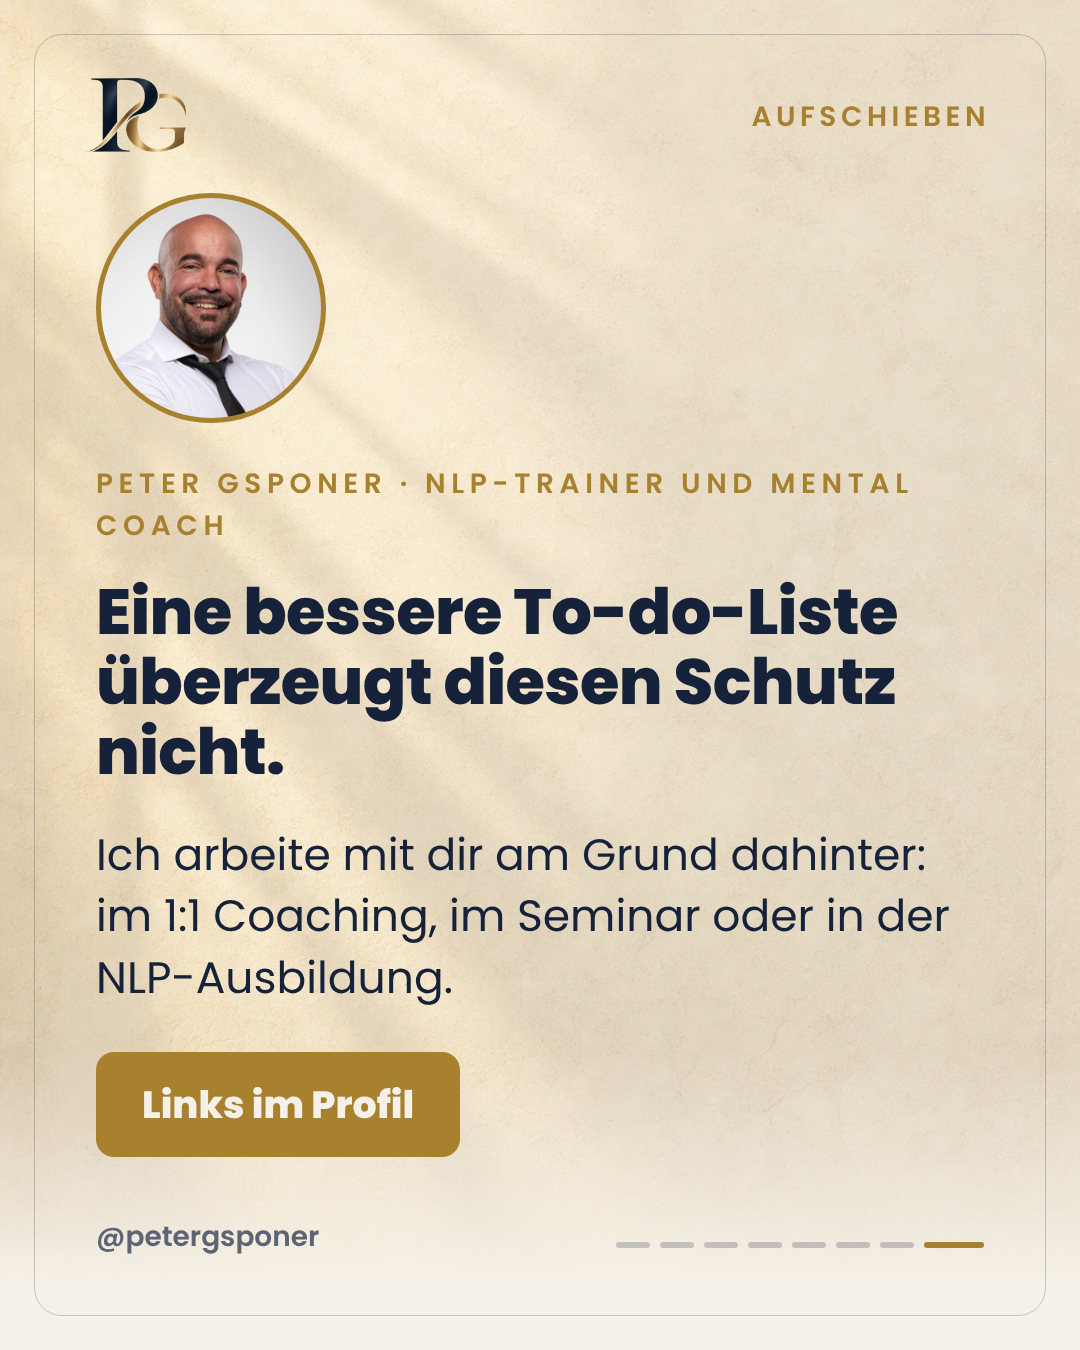 PG
AUFSCHIEBEN
PETER GSPONER · NLP-TRAINER UND MENTAL
COACH
Eine bessere To-do-Liste
überzeugt diesen Schutz
nicht.
Ich arbeite mit dir am Grund dahinter:
im 1:1 Coaching, im Seminar oder in der
NLP-Ausbildung.
Links im Profil
@petergsponer